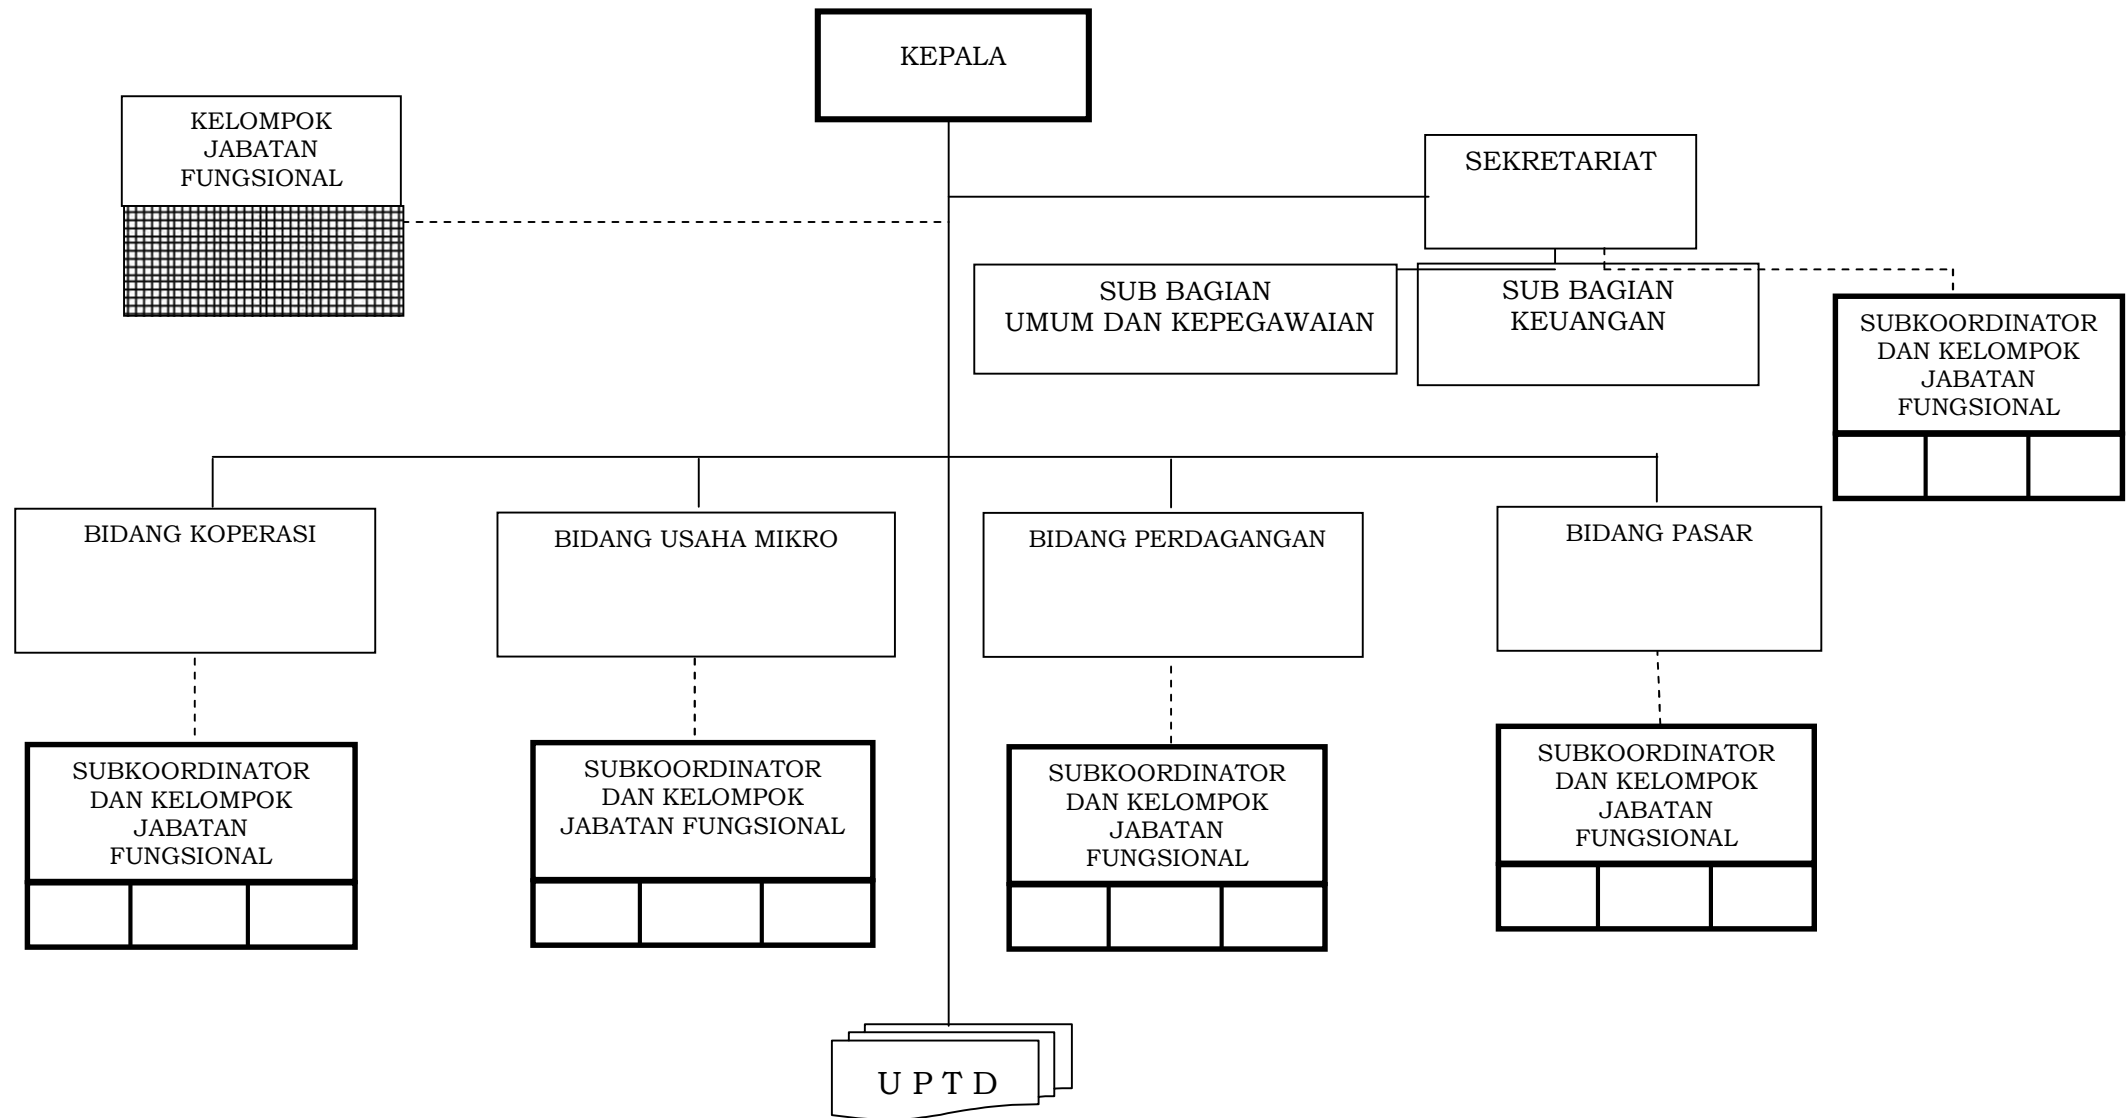 KEPALA
KELOMPOK
JABATAN
FUNGSIONAL
SEKRETARIAT
SUB BAGIAN
UMUM DAN KEPEGAWAIAN
SUB BAGIAN
KEUANGAN
SUBKOORDINATOR
DAN KELOMPOK
JABATAN
FUNGSIONAL
BIDANG KOPERASI
BIDANG USAHA MIKRO
BIDANG PERDAGANGAN
BIDANG PASAR
SUBKOORDINATOR
DAN KELOMPOK
JABATAN
FUNGSIONAL
SUBKOORDINATOR
DAN KELOMPOK
JABATAN FUNGSIONAL
SUBKOORDINATOR
DAN KELOMPOK
JABATAN
FUNGSIONAL
SUBKOORDINATOR
DAN KELOMPOK
JABATAN
FUNGSIONAL
U P T D